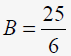 B = 25/6